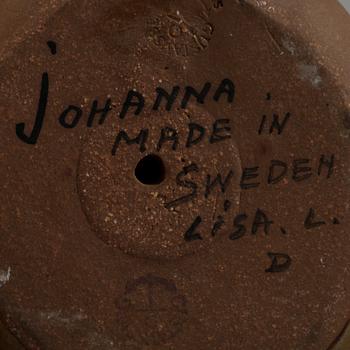 JOHANNA.
MADE IN
SWEDEN
LISA. L.
D